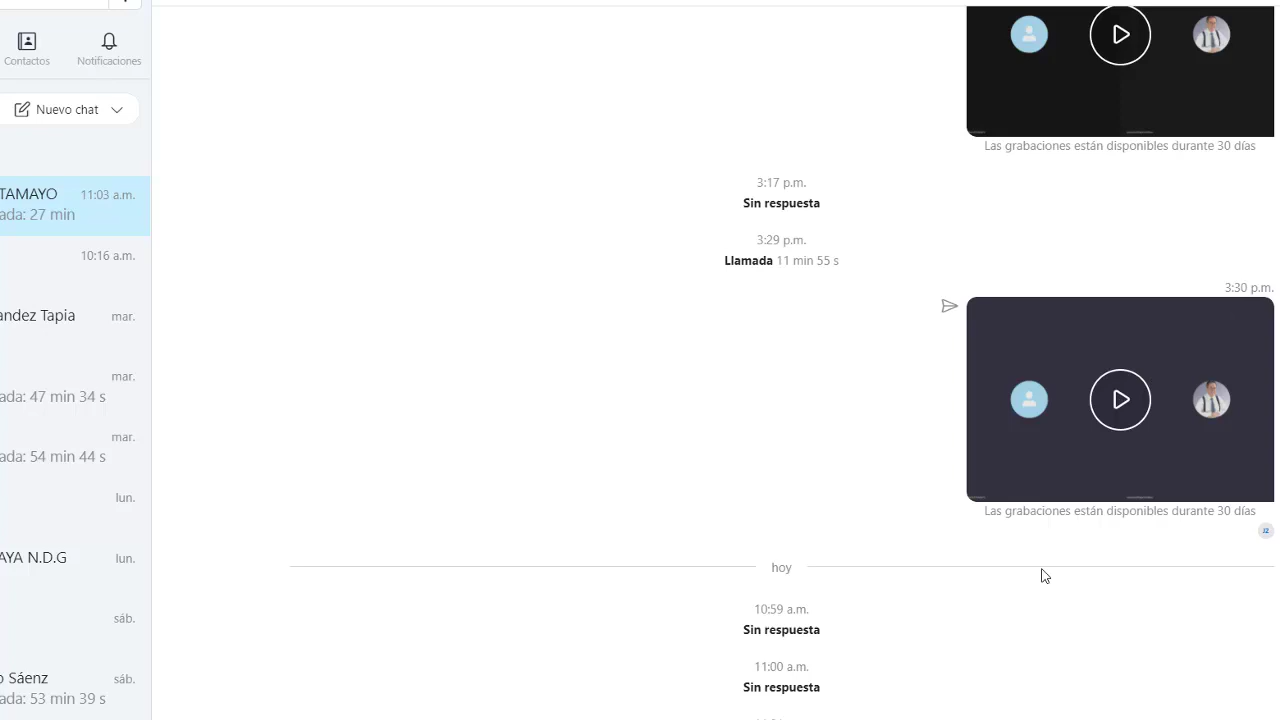 Contactos
Notificaciones
Nuevo chat
TAMAYO 11:03 a.m.
ada: 27 min
10:16 a.m.
andez Tapia mar.
mar.
ada: 47 min 34 s
mar.
ada: 54 min 44 s
lun.
AYA N.D.G lun.
sáb.
o Sáenz sáb.
ada: 53 min 39 s
Las grabaciones están disponibles durante 30 días
3:17 p.m.
Sin respuesta
3:29 p.m.
Llamada 11 min 55 s
3:30 p.m.
Las grabaciones están disponibles durante 30 días
JZ
hoy
10:59 a.m.
Sin respuesta
11:00 a.m.
Sin respuesta